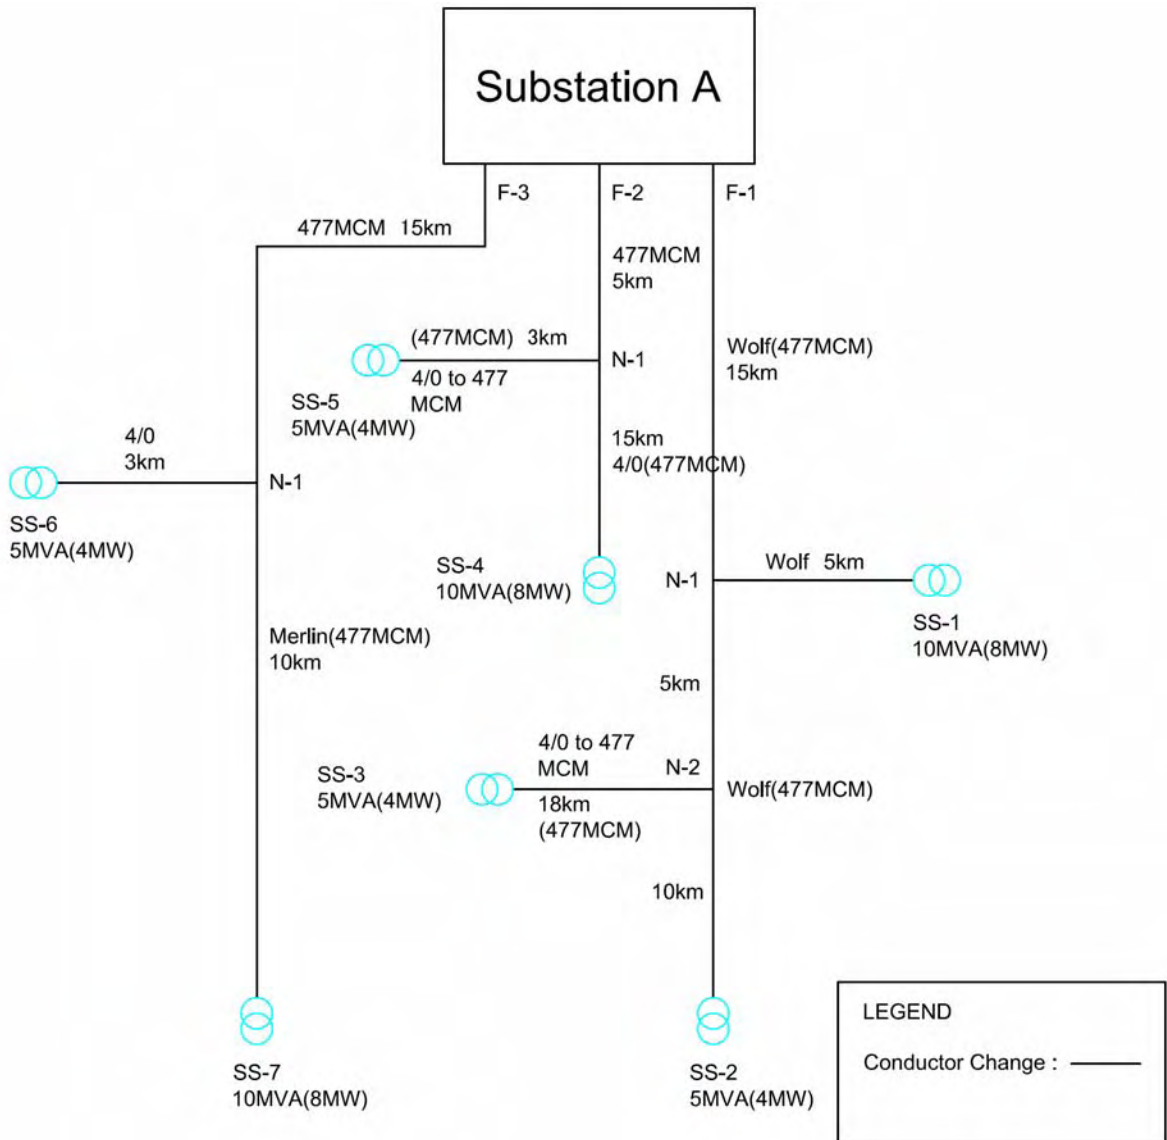 Substation A
F-3
F-2
F-1
477MCM 15km
477MCM
5km
(477MCM) 3km
N-1
4/0 to 477
MCM
SS-5
5MVA(4MW)
Wolf(477MCM)
15km
15km
4/0(477MCM)
4/0
3km
N-1
SS-6
5MVA(4MW)
SS-4
10MVA(8MW)
N-1
Wolf 5km
SS-1
10MVA(8MW)
Merlin(477MCM)
10km
5km
4/0 to 477
MCM
N-2
SS-3
5MVA(4MW)
18km
(477MCM)
Wolf(477MCM)
10km
SS-7
10MVA(8MW)
SS-2
5MVA(4MW)
LEGEND
Conductor Change :